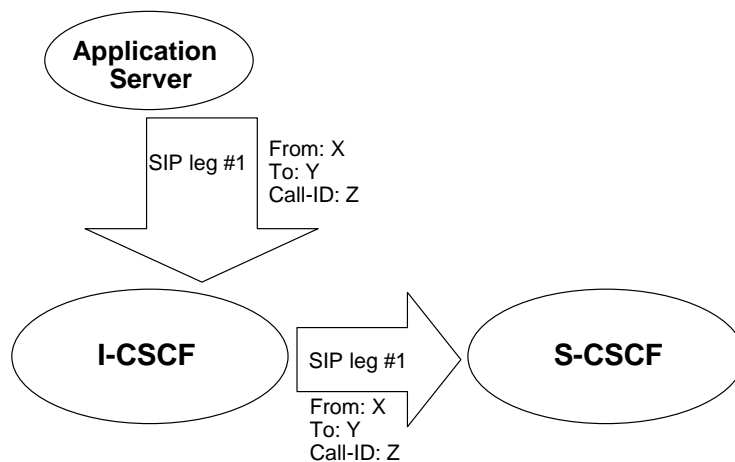 Application
Server
SIP leg #1
From: X
To: Y
Call-ID: Z
I-CSCF
SIP leg #1
S-CSCF
From: X
To: Y
Call-ID: Z